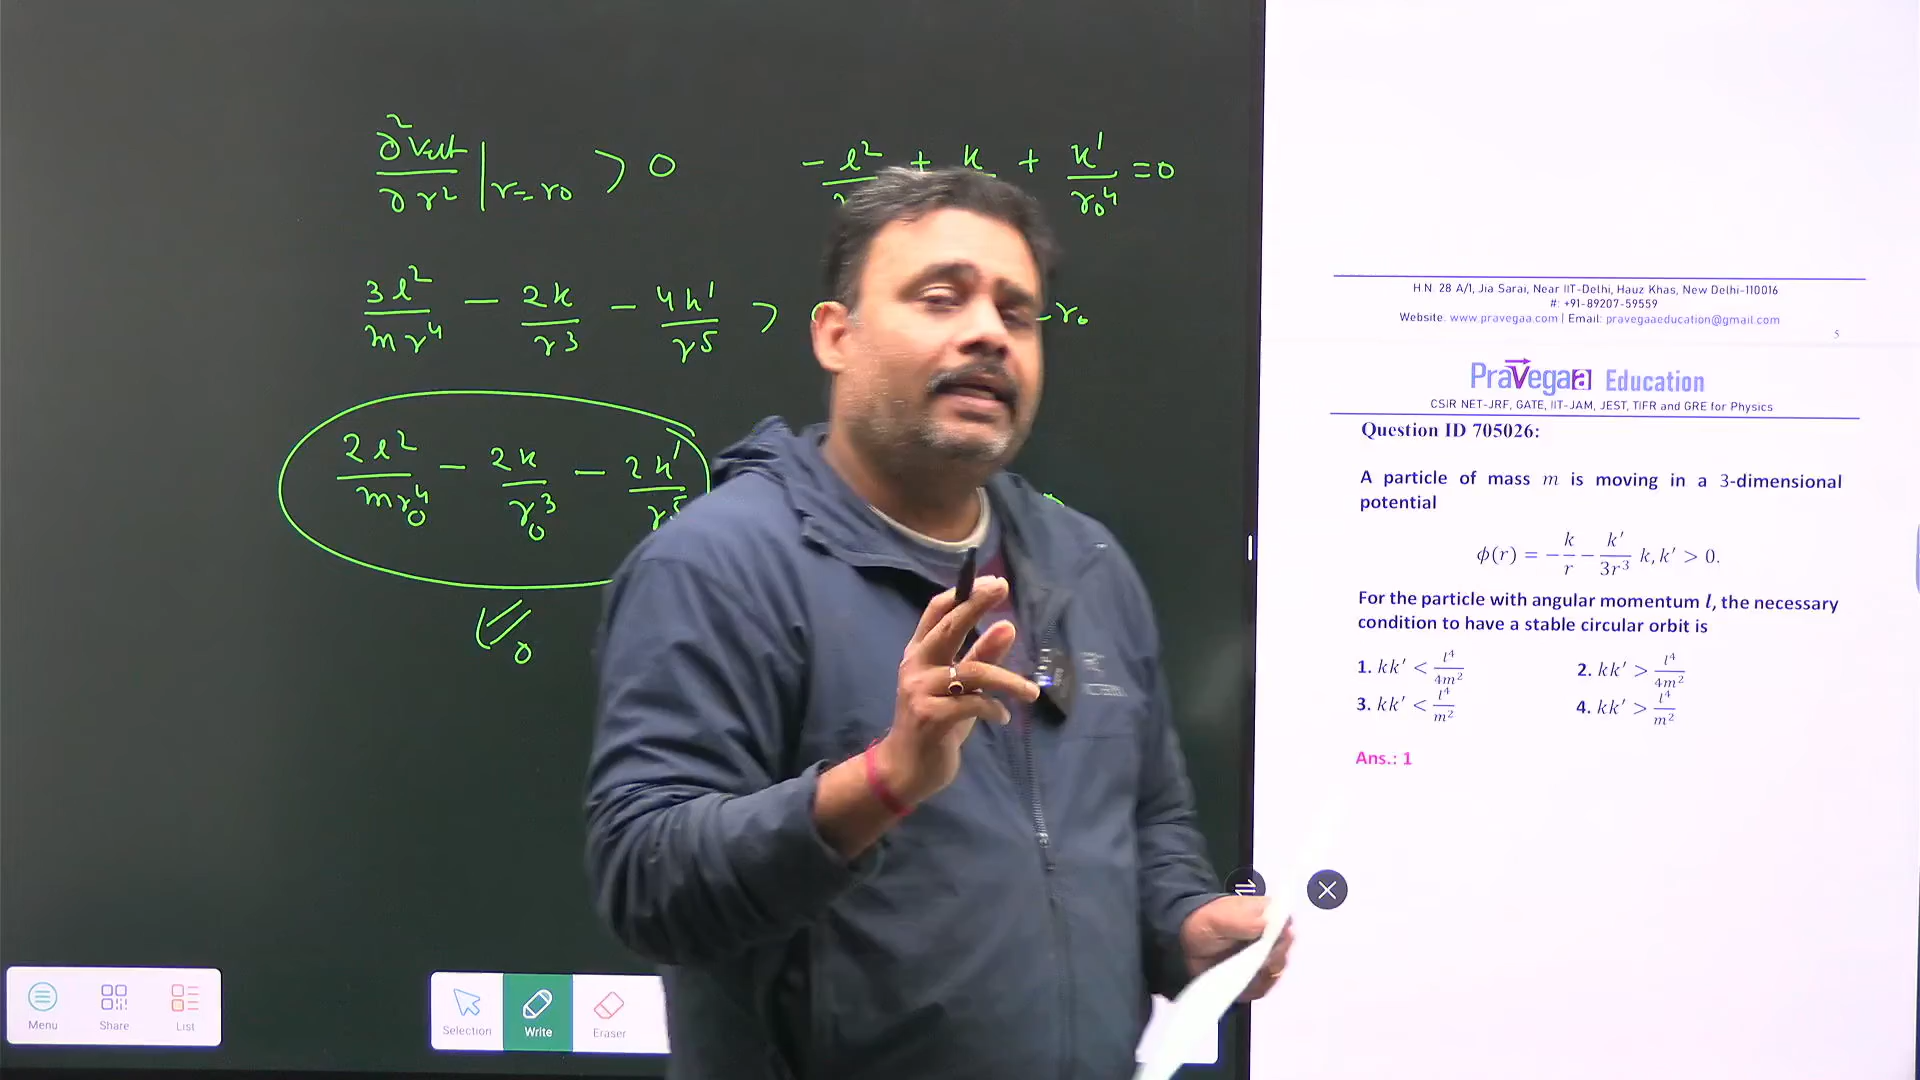 ∂²Veff/∂r² |r=r₀ > 0
-l²/ + k + k'/r₀⁴ = 0
3l²/mr⁴ - 2k/r³ - 4k'/r⁵ >
- r₀
2l²/mr₀⁴ - 2k/r₀³ - 2k'/r⁵
0
H.N. 28 A/1, Jia Sarai, Near IIT-Delhi, Hauz Khas, New Delhi-110016
#: +91-89207-59559
Website: www.pravegaa.com | Email: pravegaaeducation@gmail.com
5
Pravegaa Education
CSIR NET-JRF, GATE, IIT-JAM, JEST, TIFR and GRE for Physics
Question ID 705026:
A particle of mass m is moving in a 3-dimensional
potential
ϕ(r) = -k/r - k'/3r³ k, k' > 0.
For the particle with angular momentum l, the necessary
condition to have a stable circular orbit is
1. kk' < l⁴/4m² 2. kk' > l⁴/4m²
3. kk' < l⁴/m² 4. kk' > l⁴/m²
Ans.: 1
Menu Share List Selection Write Eraser